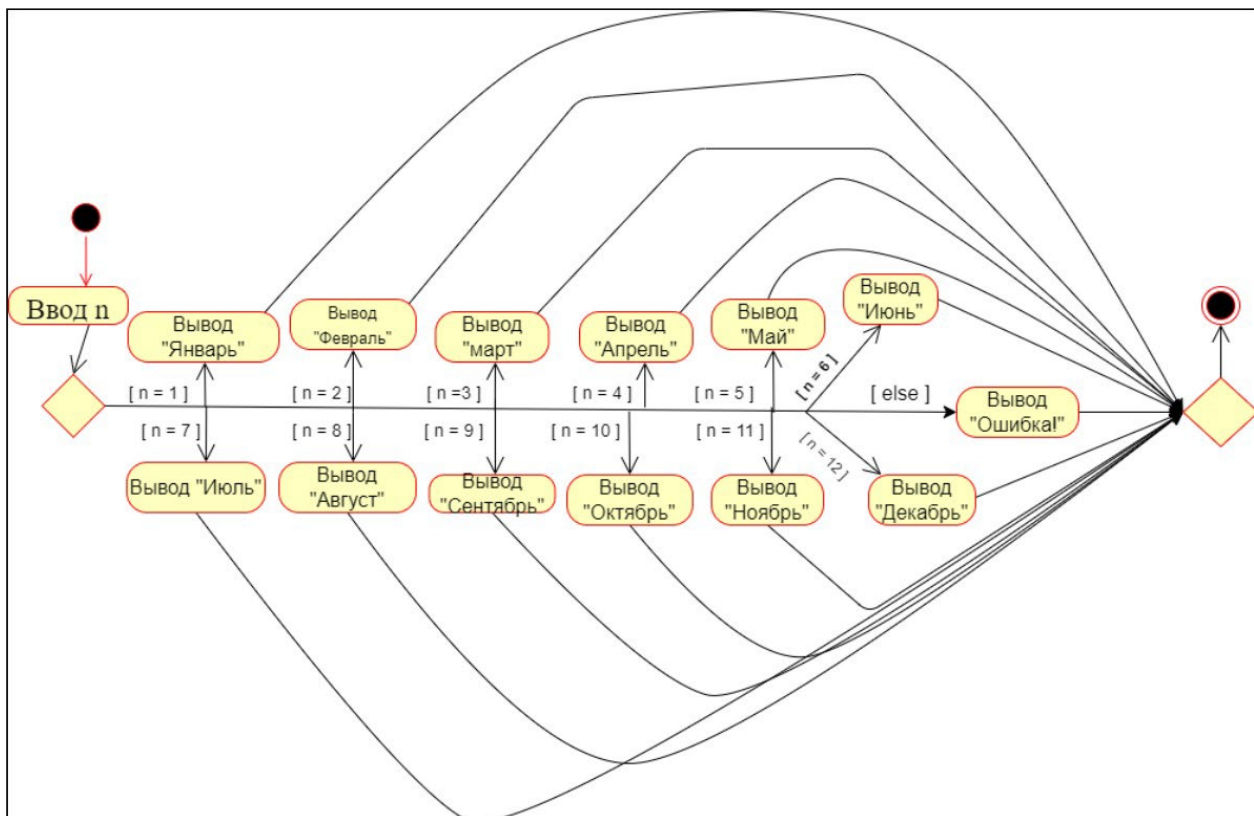 Ввод n
Вывод
"Январь"
Вывод
"Февраль"
Вывод
"март"
Вывод
"Апрель"
Вывод
"Май"
Вывод
"Июнь"
[ n = 1 ]
[ n = 2 ]
[ n =3 ]
[ n = 4 ]
[ n = 5 ]
[ n = 6 ]
[ else ]
Вывод
"Ошибка!"
[ n = 7 ]
[ n = 8 ]
[ n = 9 ]
[ n = 10 ]
[ n = 11 ]
[ n = 12 ]
Вывод "Июль"
Вывод
"Август"
Вывод
"Сентябрь"
Вывод
"Октябрь"
Вывод
"Ноябрь"
Вывод
"Декабрь"